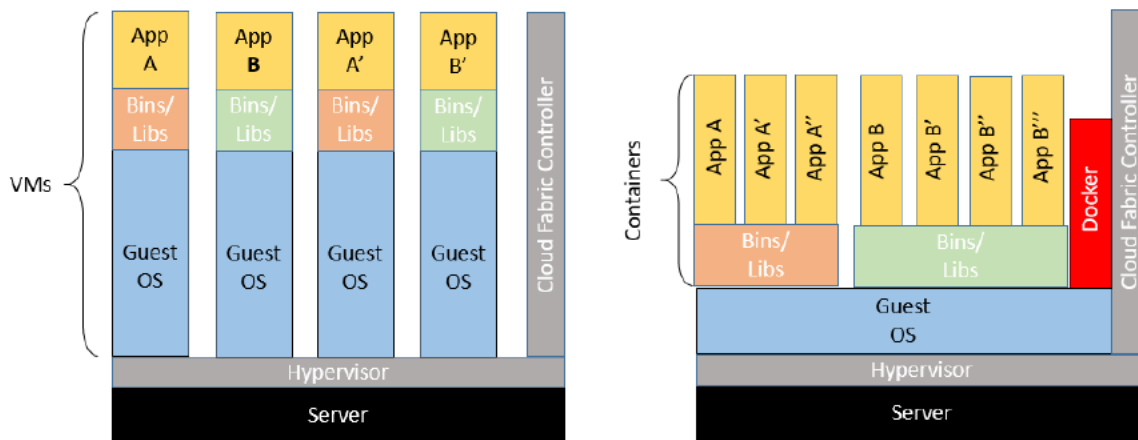 VMs
App
A
Bins/
Libs
Guest
OS
App
B
Bins/
Libs
Guest
OS
App
A’
Bins/
Libs
Guest
OS
App
B’
Bins/
Libs
Guest
OS
Cloud Fabric Controller
Hypervisor
Server
Containers
App A
App A’
App A’’
App B
App B’
App B’’
App B’’’
Bins/
Libs
Bins/
Libs
Docker
Guest
OS
Cloud Fabric Controller
Hypervisor
Server